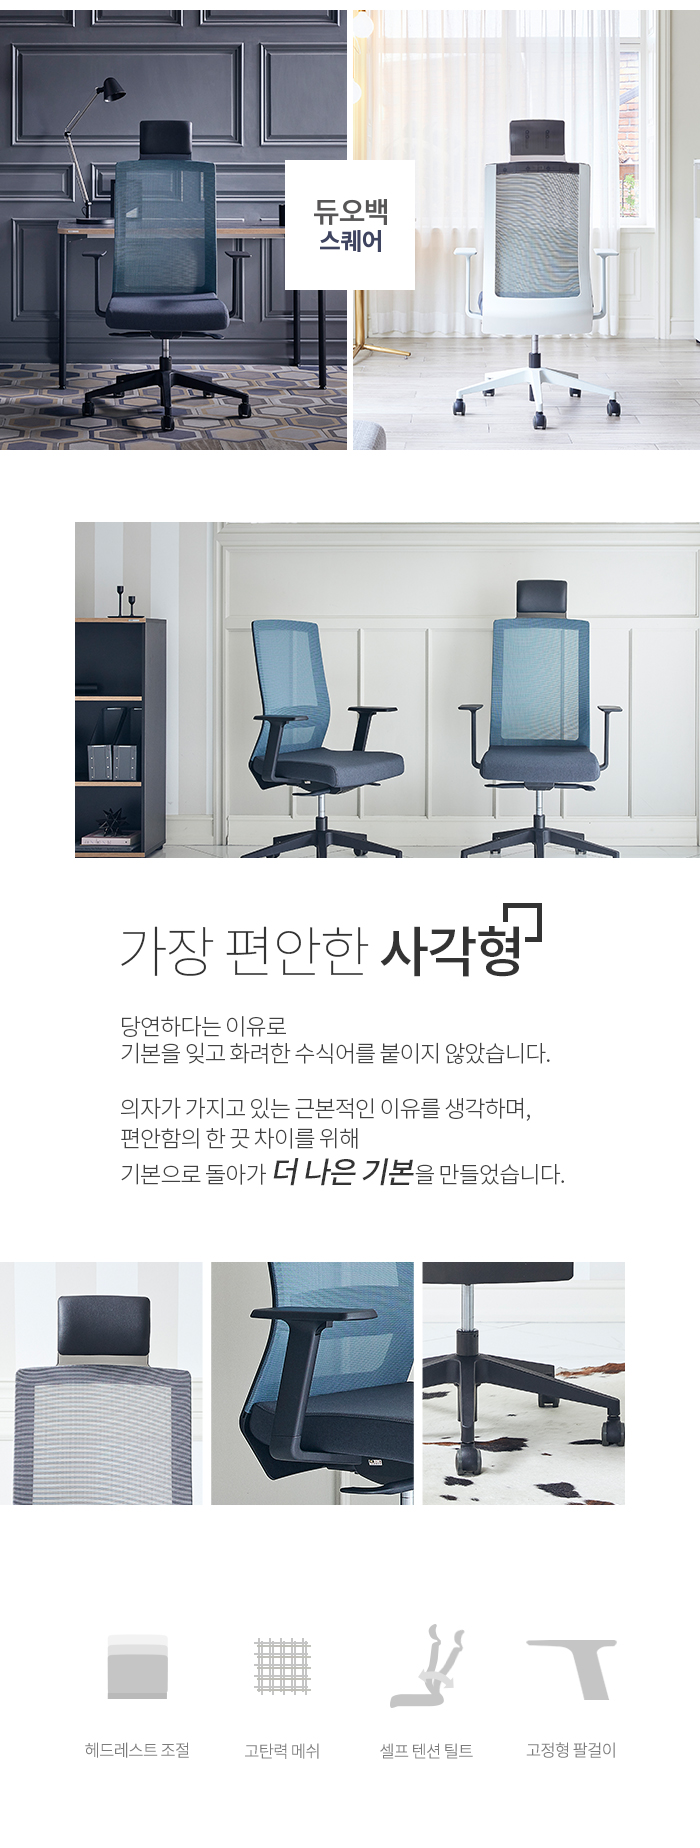 듀오백
스퀘어
가장 편안한 사각형
당연하다는 이유로
기본을 잊고 화려한 수식어를 붙이지 않았습니다.
의자가 가지고 있는 근본적인 이유를 생각하며,
편안함의 한 끗 차이를 위해
기본으로 돌아가 더 나은 기본을 만들었습니다.
헤드레스트 조절
고탄력 메쉬
셀프 텐션 틸트
고정형 팔걸이